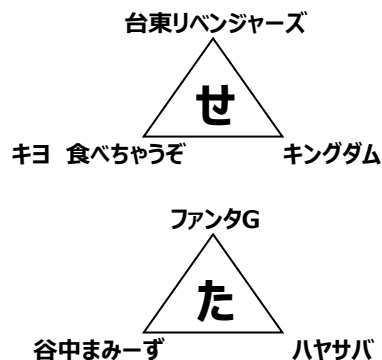 台東リベンジャーズ
せ
キヨ 食べちゃうぞ キングダム
ファンタG
た
谷中まみーず ハヤサバ